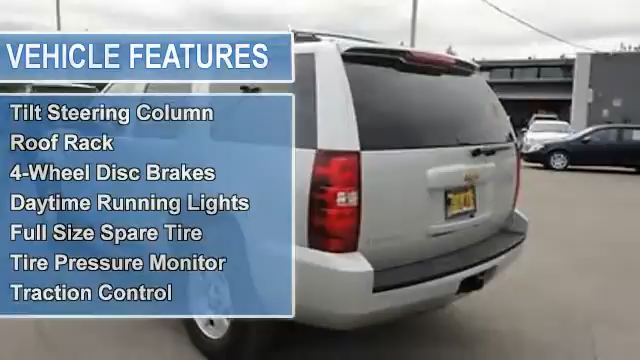 VEHICLE FEATURES
Tilt Steering Column
Roof Rack
4-Wheel Disc Brakes
Daytime Running Lights
Full Size Spare Tire
Tire Pressure Monitor
Traction Control